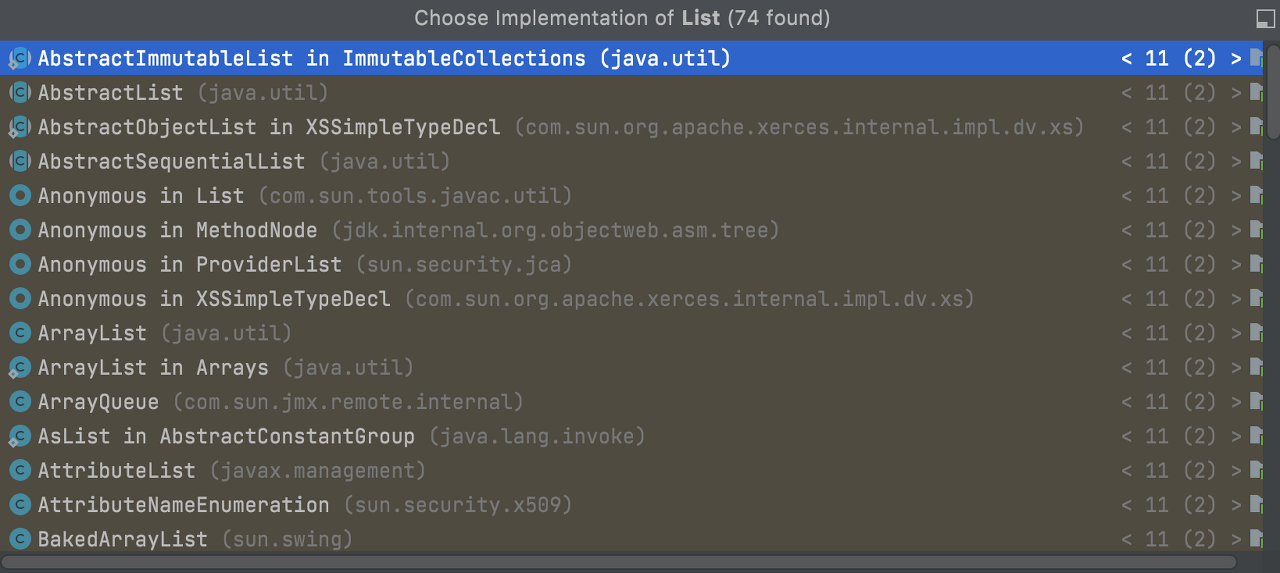 Choose Implementation of List (74 found)
AbstractImmutableList in ImmutableCollections (java.util) < 11 (2) >
AbstractList (java.util) < 11 (2) >
AbstractObjectList in XSSimpleTypeDecl (com.sun.org.apache.xerces.internal.impl.dv.xs) < 11 (2) >
AbstractSequentialList (java.util) < 11 (2) >
Anonymous in List (com.sun.tools.javac.util) < 11 (2) >
Anonymous in MethodNode (jdk.internal.org.objectweb.asm.tree) < 11 (2) >
Anonymous in ProviderList (sun.security.jca) < 11 (2) >
Anonymous in XSSimpleTypeDecl (com.sun.org.apache.xerces.internal.impl.dv.xs) < 11 (2) >
ArrayList (java.util) < 11 (2) >
ArrayList in Arrays (java.util) < 11 (2) >
ArrayQueue (com.sun.jmx.remote.internal) < 11 (2) >
AsList in AbstractConstantGroup (java.lang.invoke) < 11 (2) >
AttributeList (javax.management) < 11 (2) >
AttributeNameEnumeration (sun.security.x509) < 11 (2) >
BakedArrayList (sun.swing) < 11 (2) >